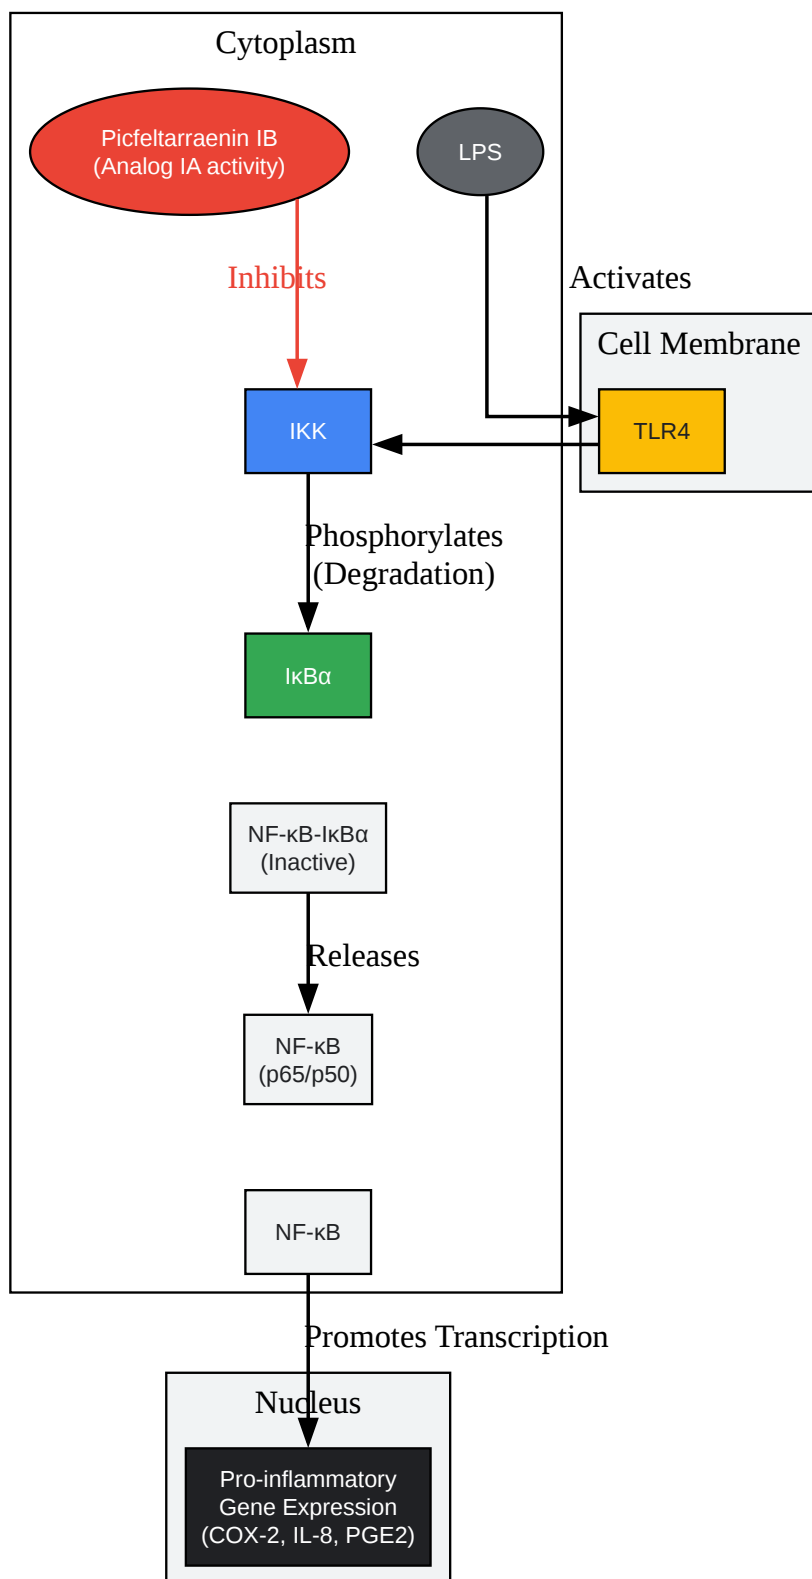 Cytoplasm
Picfeltarraenin IB
(Analog IA activity)
LPS
Inhibits
Activates
Cell Membrane
IKK
TLR4
Phosphorylates
(Degradation)
IκBα
NF-κB-IκBα
(Inactive)
Releases
NF-κB
(p65/p50)
NF-κB
Promotes Transcription
Nucleus
Pro-inflammatory
Gene Expression
(COX-2, IL-8, PGE2)